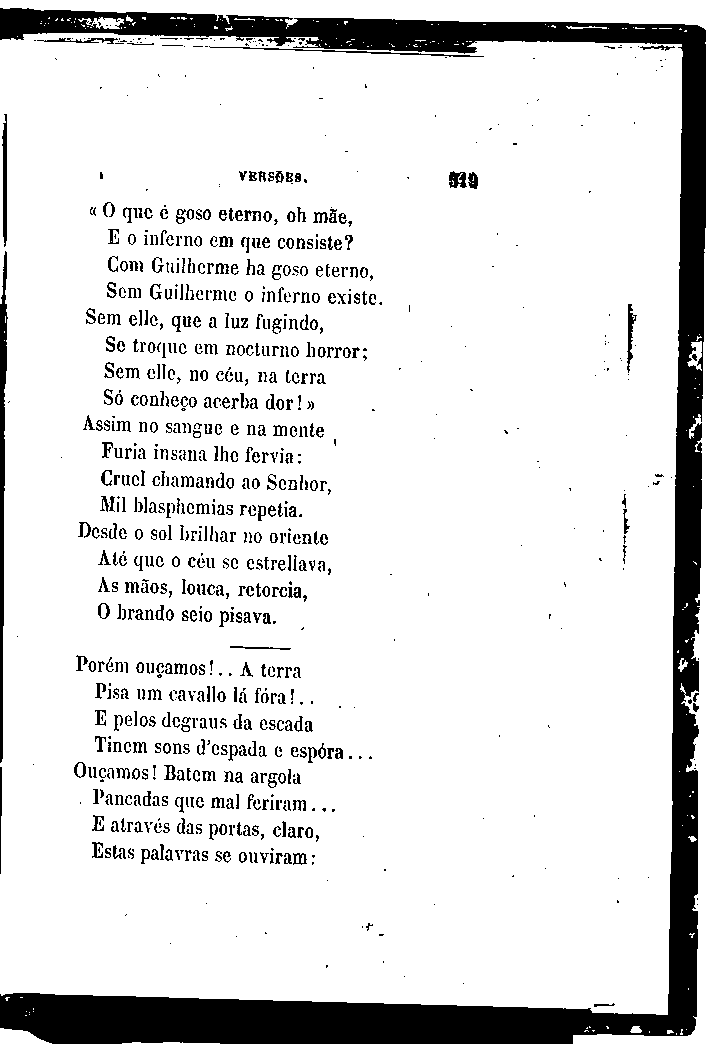 VERSÕES. 319
« O que é goso eterno, oh mãe,
E o inferno em que consiste?
Com Guilherme ha goso eterno,
Sem Guilherme o inferno existe.
Sem elle, que a luz fugindo,
Se troque em nocturno horror;
Sem elle, no céu, na terra
Só conheço acerba dor! »
Assim no sangue e na mente
Furia insana lhe fervia:
Cruel chamando ao Senhor,
Mil blasphemias repetia.
Desde o sol brilhar no oriente
Até que o céu se estrellava,
As mãos, louca, retorcia,
O brando seio pisava.
Porém ouçamos!.. A terra
Pisa um cavallo lá fóra!..
E pelos degraus da escada
Tinem sons d'espada e espóra...
Ouçamos! Batem na argola
Pancadas que mal feriram...
E através das portas, claro,
Estas palavras se ouviram: